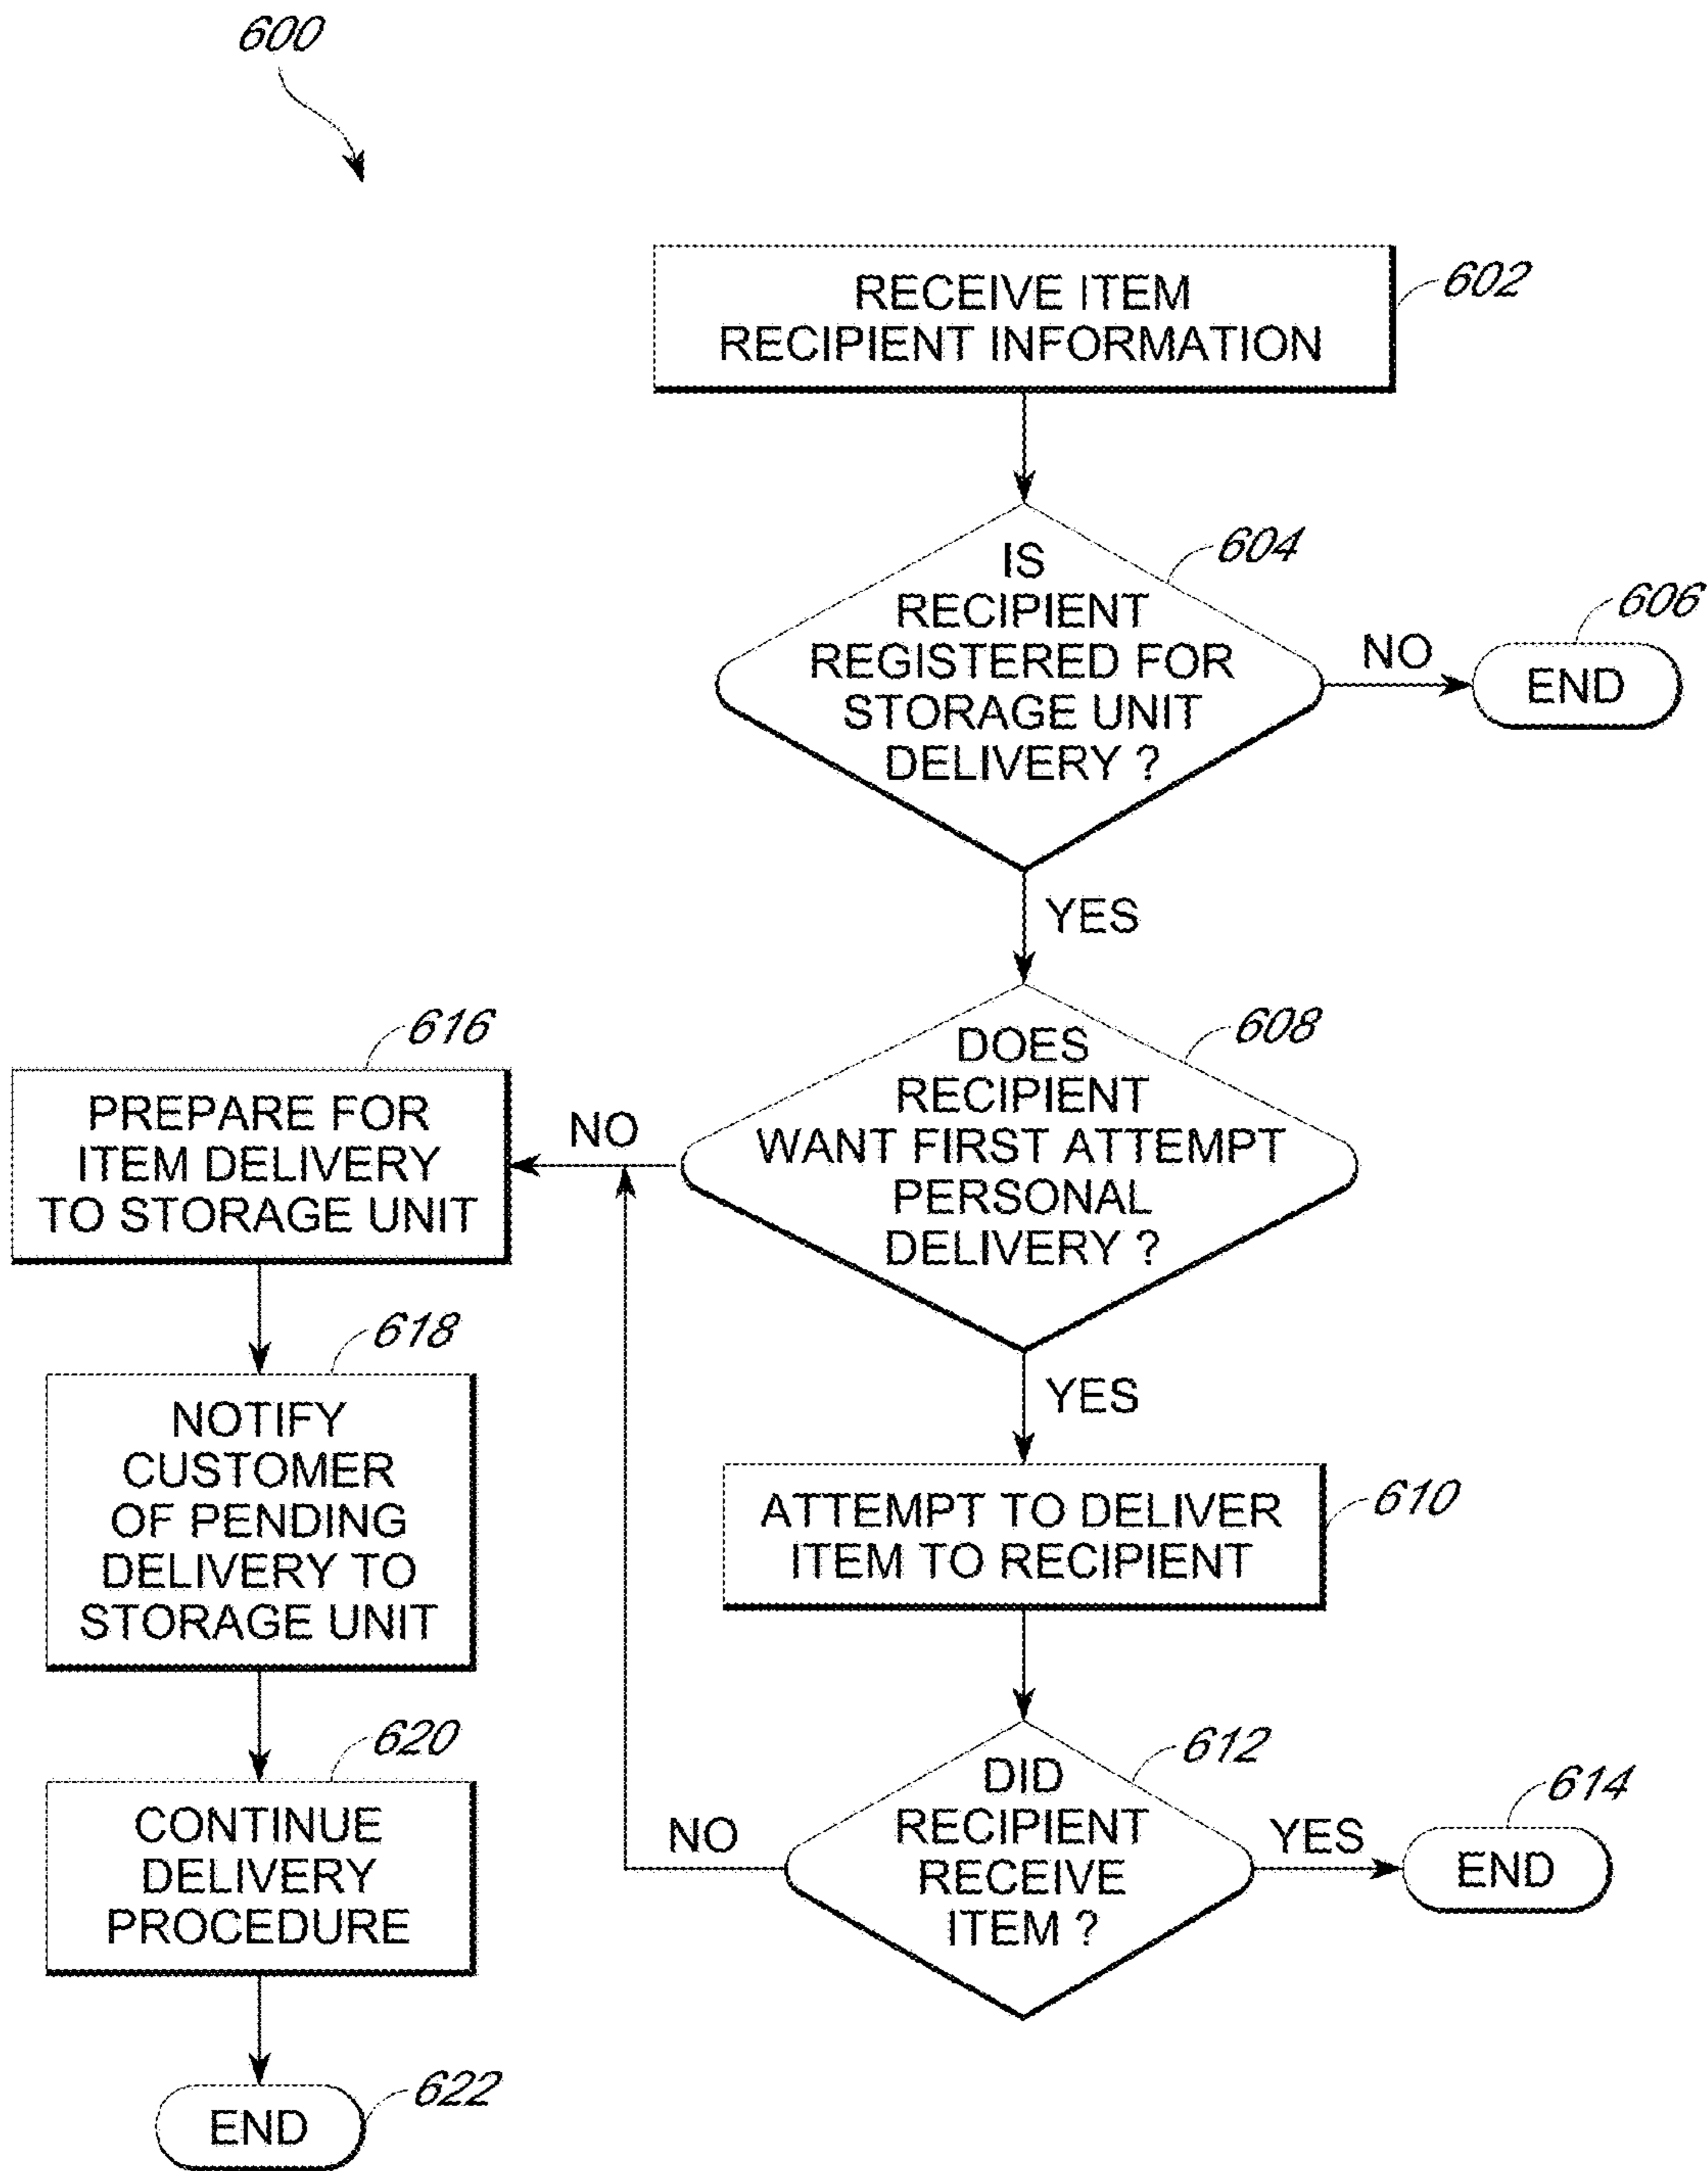 600
RECEIVE ITEM
RECIPIENT INFORMATION
602
IS
RECIPIENT
REGISTERED FOR
STORAGE UNIT
DELIVERY ?
604
NO
END
606
YES
DOES
RECIPIENT
WANT FIRST ATTEMPT
PERSONAL
DELIVERY ?
608
NO
PREPARE FOR
ITEM DELIVERY
TO STORAGE UNIT
616
NOTIFY
CUSTOMER
OF PENDING
DELIVERY TO
STORAGE UNIT
618
CONTINUE
DELIVERY
PROCEDURE
620
END
622
YES
ATTEMPT TO DELIVER
ITEM TO RECIPIENT
610
DID
RECIPIENT
RECEIVE
ITEM ?
612
NO
YES
END
614